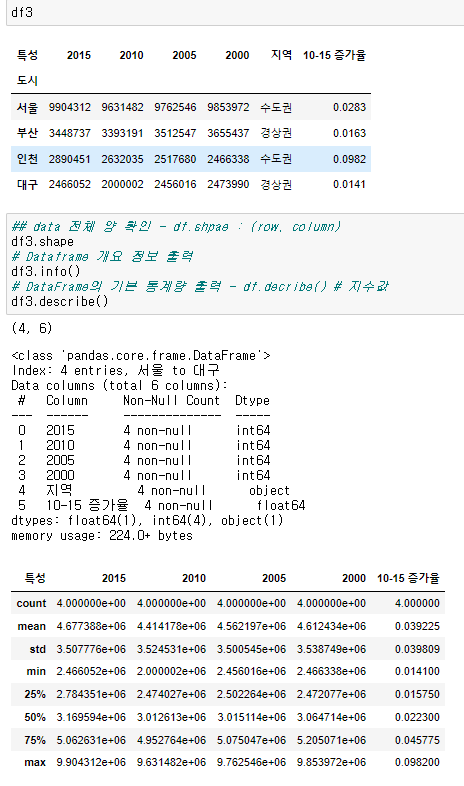 df3
특성 2015 2010 2005 2000 지역 10-15 증가율
도시
서울 9904312 9631482 9762546 9853972 수도권 0.0283
부산 3448737 3393191 3512547 3655437 경상권 0.0163
인천 2890451 2632035 2517680 2466338 수도권 0.0982
대구 2466052 2000002 2456016 2473990 경상권 0.0141
## data 전체 양 확인 - df.shpae : (row, column)
df3.shape
# Dataframe 개요 정보 출력
df3.info()
# DataFrame의 기본 통계량 출력 - df.decribe() # 지수값
df3.describe()
(4, 6)
<class 'pandas.core.frame.DataFrame'>
Index: 4 entries, 서울 to 대구
Data columns (total 6 columns):
# Column Non-Null Count Dtype
--- ------ -------------- -----
0 2015 4 non-null int64
1 2010 4 non-null int64
2 2005 4 non-null int64
3 2000 4 non-null int64
4 지역 4 non-null object
5 10-15 증가율 4 non-null float64
dtypes: float64(1), int64(4), object(1)
memory usage: 224.0+ bytes
특성 2015 2010 2005 2000 10-15 증가율
count 4.000000e+00 4.000000e+00 4.000000e+00 4.000000e+00 4.000000
mean 4.677388e+06 4.414178e+06 4.562197e+06 4.612434e+06 0.039225
std 3.507776e+06 3.524531e+06 3.500545e+06 3.538749e+06 0.039809
min 2.466052e+06 2.000002e+06 2.456016e+06 2.466338e+06 0.014100
25% 2.784351e+06 2.474027e+06 2.502264e+06 2.472077e+06 0.015750
50% 3.169594e+06 3.012613e+06 3.015114e+06 3.064714e+06 0.022300
75% 5.062631e+06 4.952764e+06 5.075047e+06 5.205071e+06 0.045775
max 9.904312e+06 9.631482e+06 9.762546e+06 9.853972e+06 0.098200